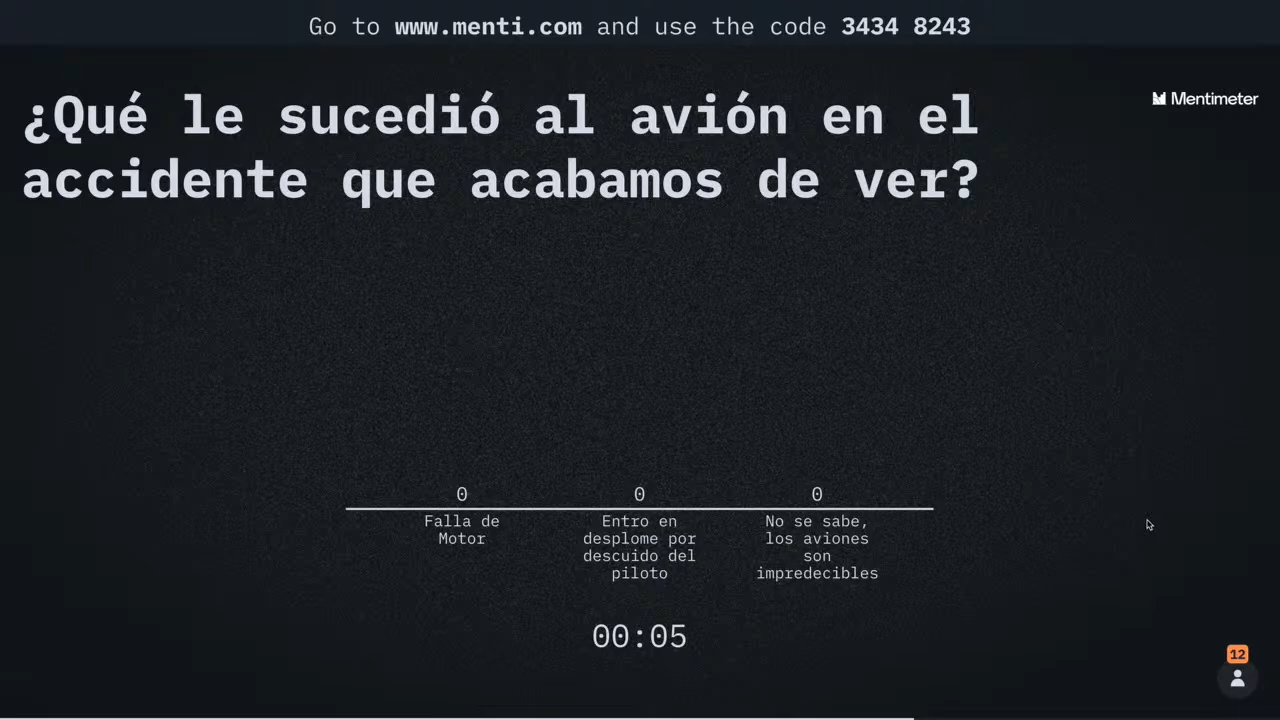 Go to www.menti.com and use the code 3434 8243
¿Qué le sucedió al avión en el
accidente que acabamos de ver?
Mentimeter
0
0
0
Falla de
Motor
Entro en
desplome por
descuido del
piloto
No se sabe,
los aviones
son
impredecibles
00:05
12